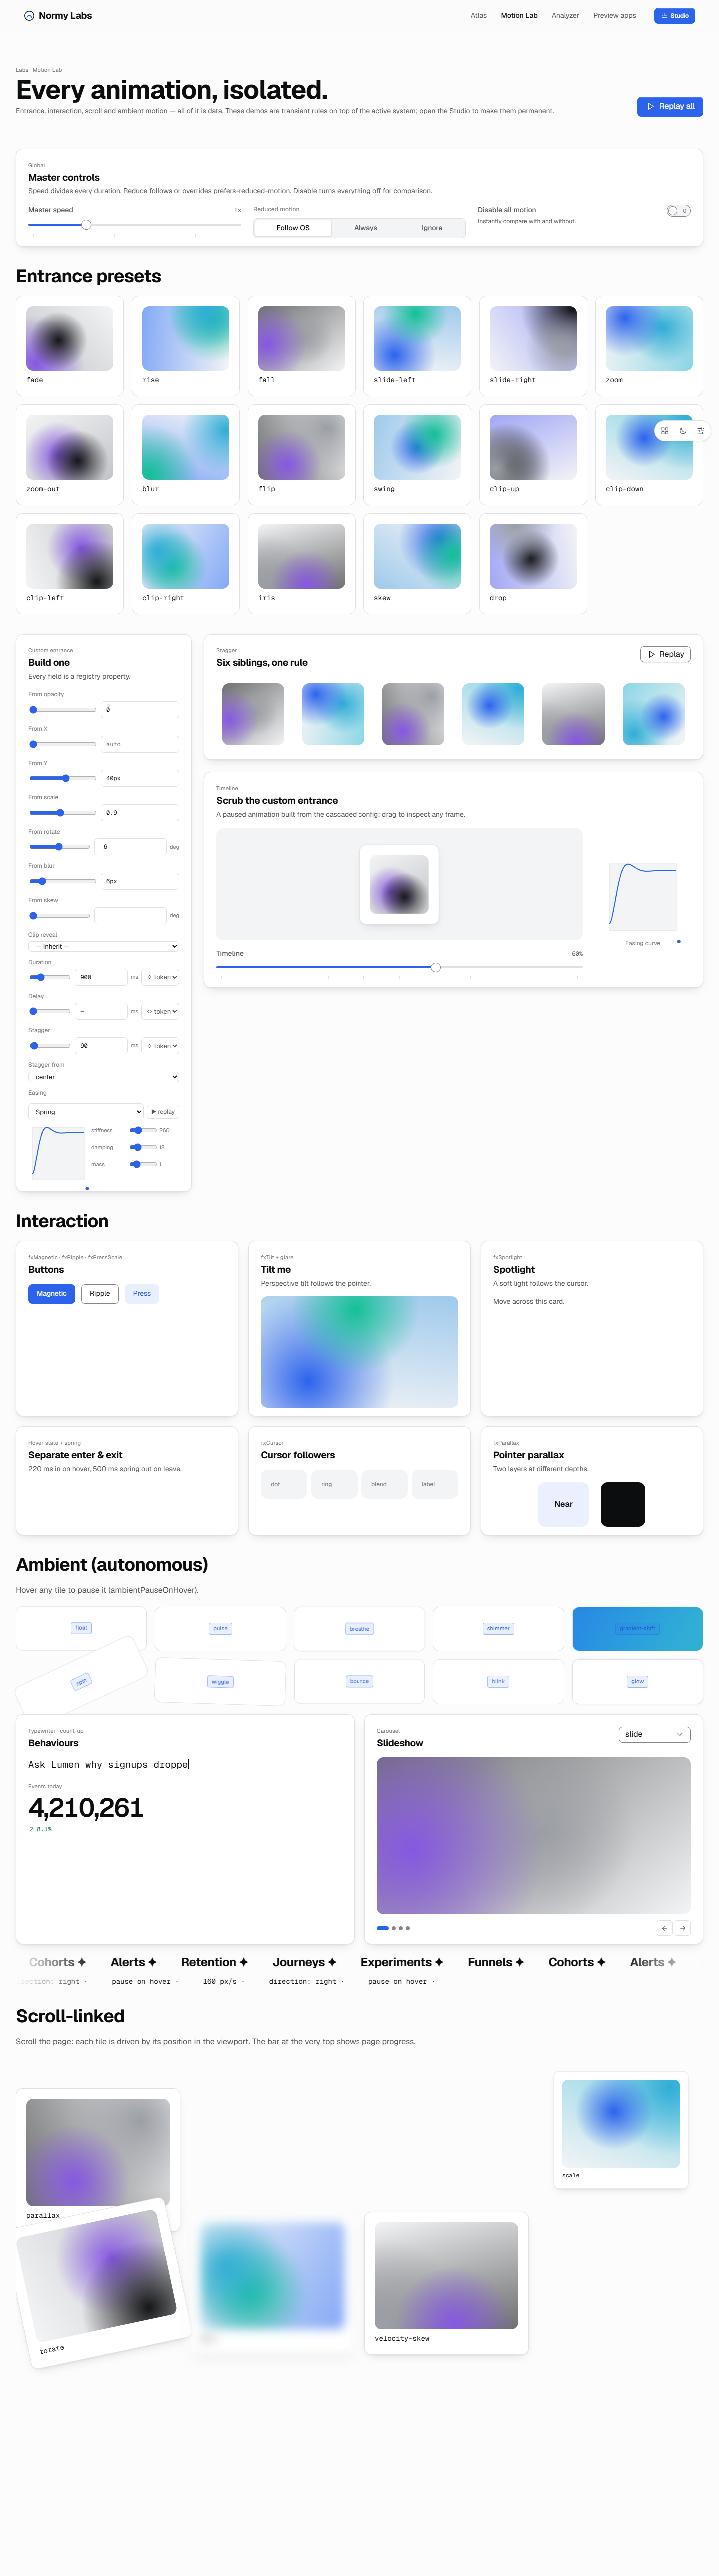 Normy Labs
Atlas Motion Lab Analyzer Preview apps Studio
Labs · Motion Lab
Every animation, isolated.
Entrance, interaction, scroll and ambient motion — all of it is data. These demos are transient rules on top of the active system; open the Studio to make them permanent.
Replay all
Global
Master controls
Speed divides every duration. Reduce follows or overrides prefers-reduced-motion. Disable turns everything off for comparison.
Master speed 1×
Reduced motion
Follow OS Always Ignore
Disable all motion
Instantly compare with and without.
Entrance presets
fade rise fall slide-left slide-right zoom
zoom-out blur flip swing clip-up clip-down
clip-left clip-right iris skew drop
Custom entrance
Build one
Every field is a registry property.
From opacity
0
From X
auto
From Y
40px
From scale
0.9
From rotate
-6 deg
From blur
6px
From skew
– deg
Clip reveal
— inherit —
Duration
900 ms ◇ token
Delay
– ms ◇ token
Stagger
90 ms ◇ token
Stagger from
center
Easing
Spring ▶ replay
stiffness 260
damping 18
mass 1
Stagger
Six siblings, one rule
Replay
Timeline
Scrub the custom entrance
A paused animation built from the cascaded config; drag to inspect any frame.
Timeline 60%
Easing curve
Interaction
fxMagnetic · fxRipple · fxPressScale
Buttons
Magnetic Ripple Press
fxTilt + glare
Tilt me
Perspective tilt follows the pointer.
fxSpotlight
Spotlight
A soft light follows the cursor.
Move across this card.
Hover state + spring
Separate enter & exit
220 ms in on hover, 500 ms spring out on leave.
fxCursor
Cursor followers
dot ring blend label
fxParallax
Pointer parallax
Two layers at different depths.
Near
Ambient (autonomous)
Hover any tile to pause it (ambientPauseOnHover).
float pulse breathe shimmer gradient-shift
spin wiggle bounce blink glow
Typewriter · count-up
Behaviours
Ask Lumen why signups droppe
Events today
4,210,261
↗ 8.1%
Carousel
Slideshow
slide
Cohorts ✦ Alerts ✦ Retention ✦ Journeys ✦ Experiments ✦ Funnels ✦ Cohorts ✦ Alerts ✦
direction: right · pause on hover · 160 px/s · direction: right · pause on hover ·
Scroll-linked
Scroll the page: each tile is driven by its position in the viewport. The bar at the very top shows page progress.
scale
parallax
rotate
velocity-skew